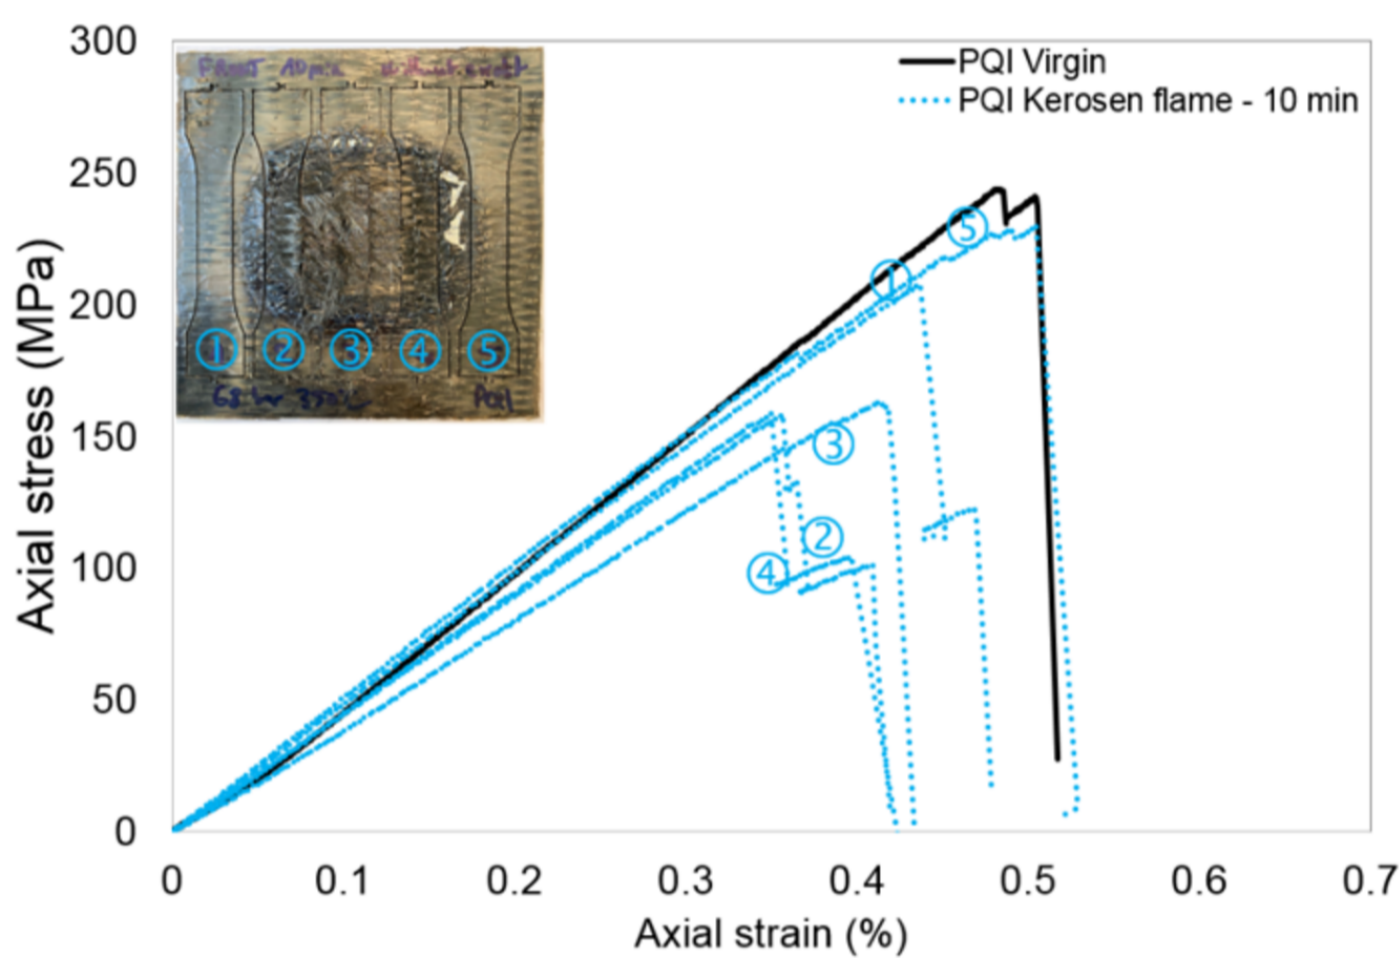 300
250
200
150
100
50
0
Axial stress (MPa)
PQI Virgin
PQI Kerosen flame - 10 min
FRONT 10 min
① ② ③ ④ ⑤
PQI
⑤
①
③
②
④
0 0.1 0.2 0.3 0.4 0.5 0.6 0.7
Axial strain (%)